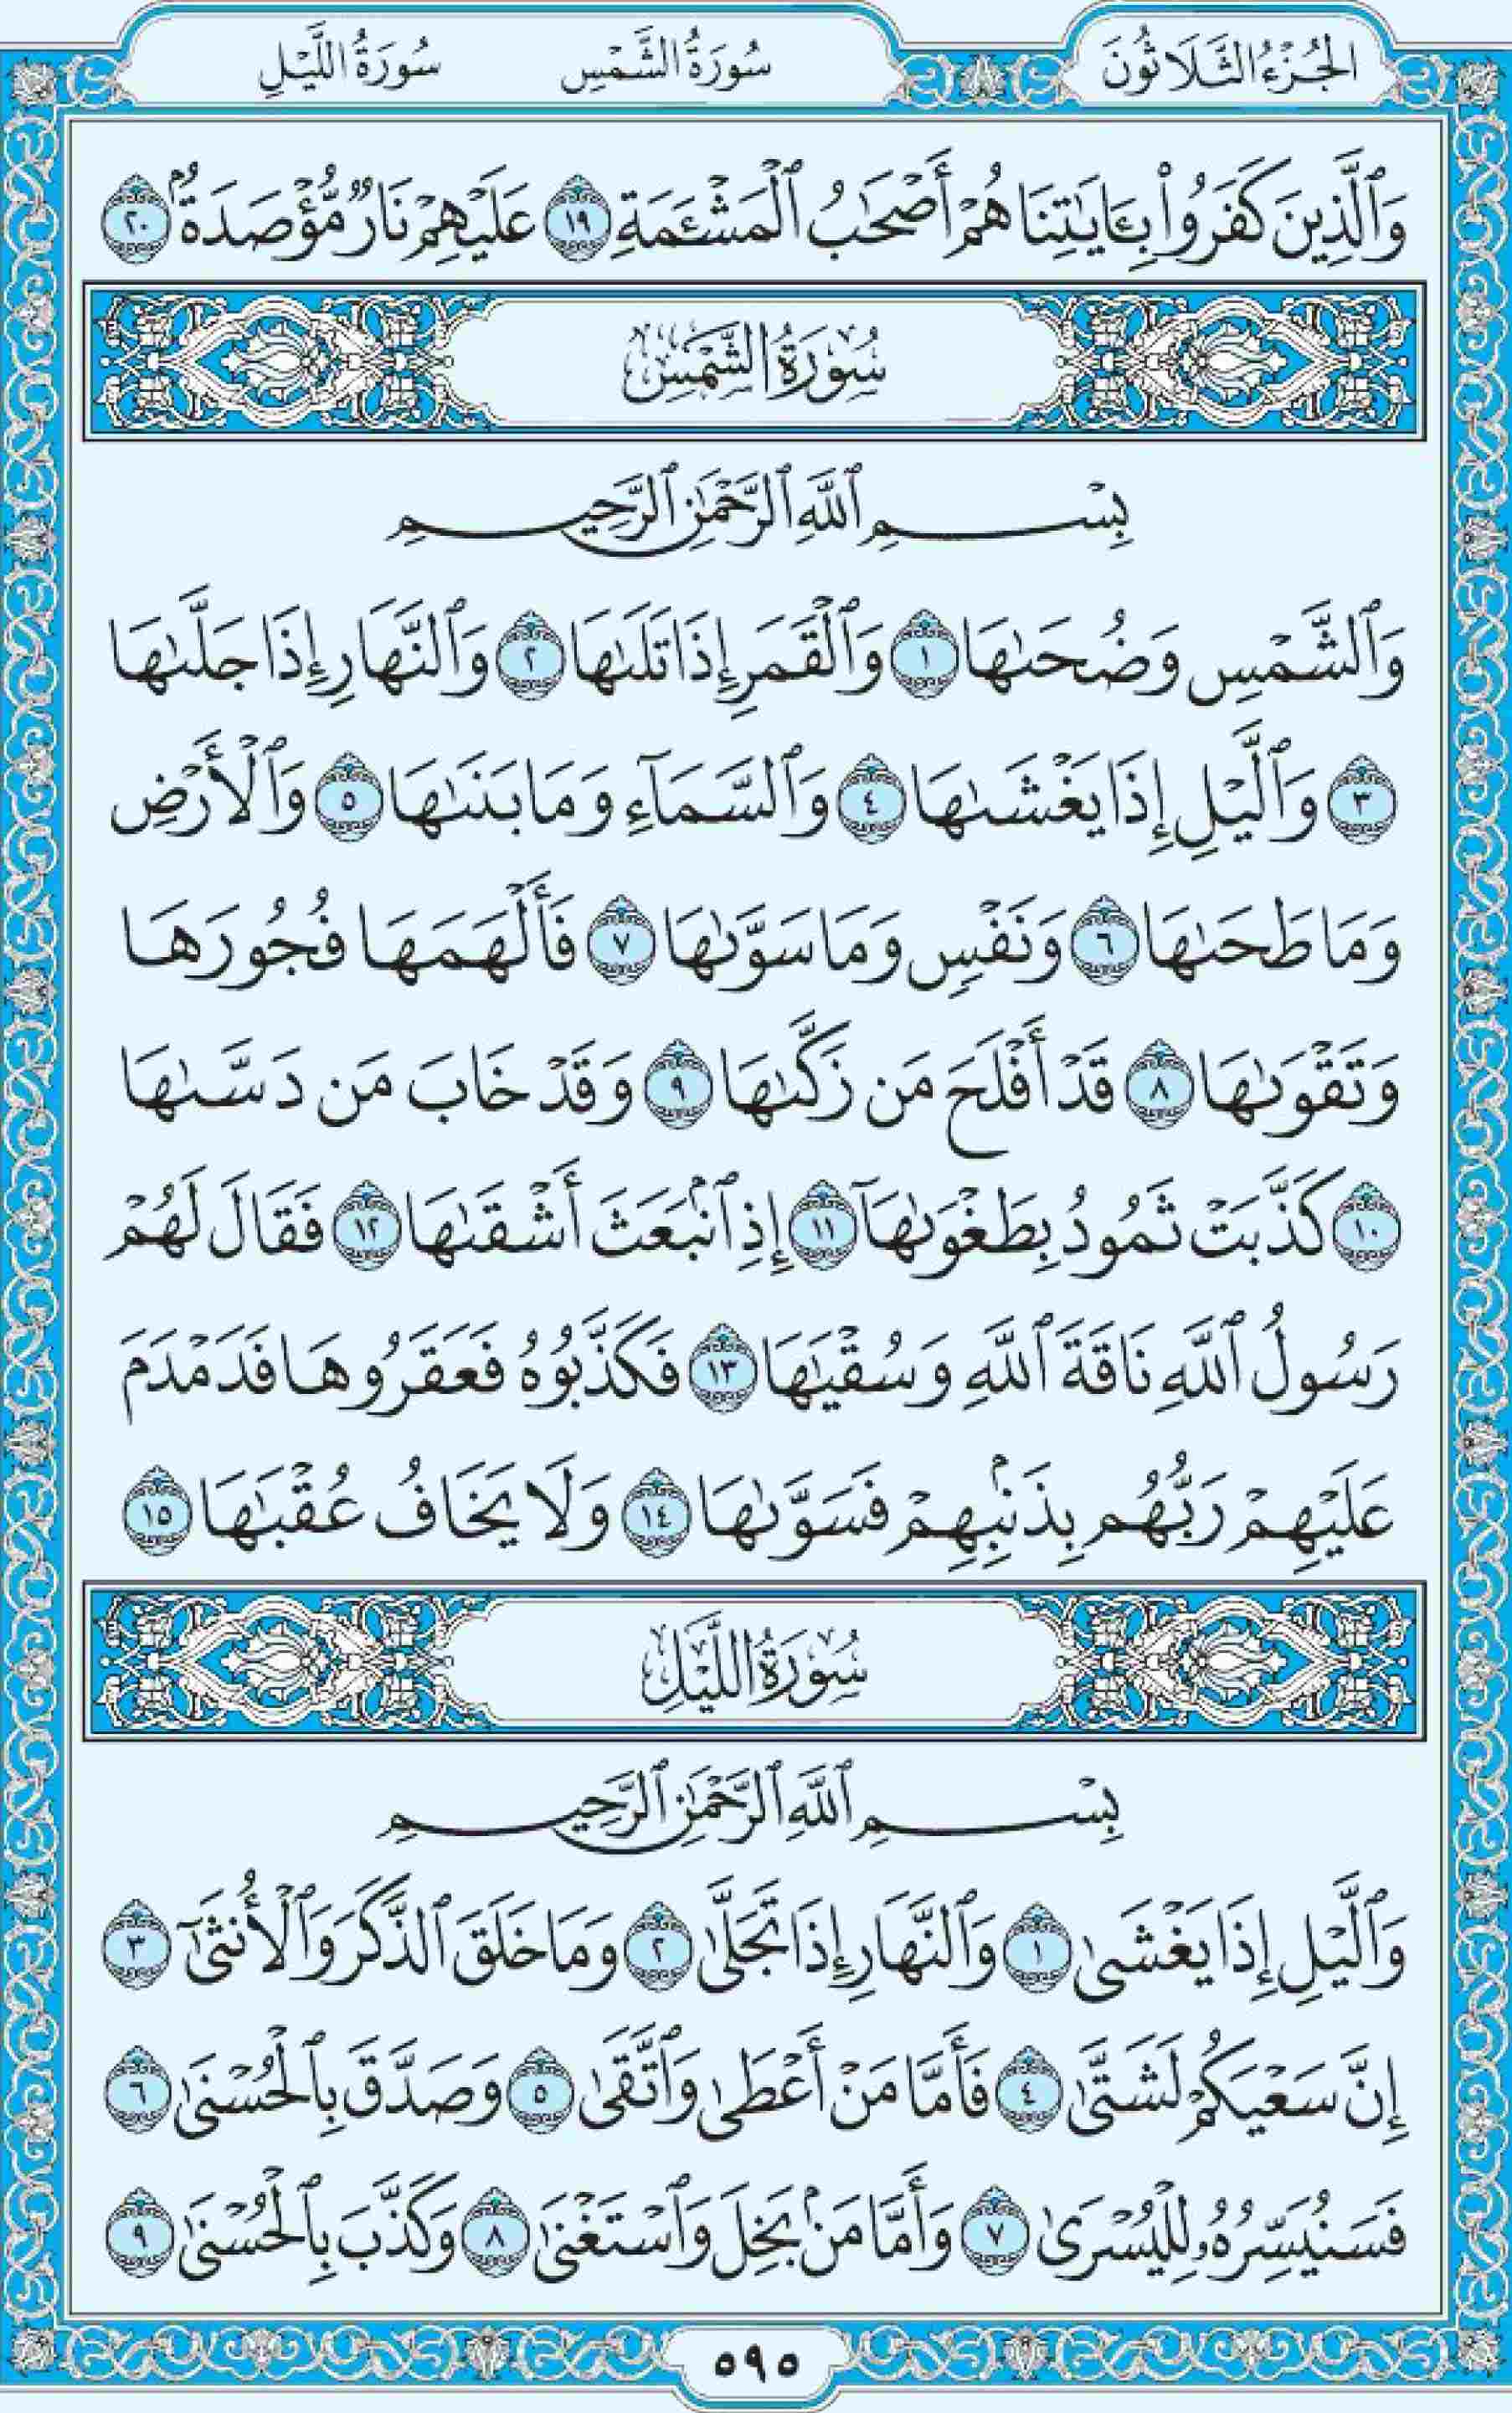 الجُزْءُ الثَّلَاثُونَ سُورَةُ الشَّمْسِ سُورَةُ اللَّيْلِ
وَٱلَّذِينَ كَفَرُواْ بِـَٔايَٰتِنَا هُمْ أَصْحَٰبُ ٱلْمَشْـَٔمَةِ ١٩ عَلَيْهِمْ نَارٌ مُّؤْصَدَةٌۢ ٢٠
سُورَةُ الشَّمْسِ
بِسْمِ ٱللَّهِ ٱلرَّحْمَٰنِ ٱلرَّحِيمِ
وَٱلشَّمْسِ وَضُحَىٰهَا ١ وَٱلْقَمَرِ إِذَا تَلَىٰهَا ٢ وَٱلنَّهَارِ إِذَا جَلَّىٰهَا
٣ وَٱلَّيْلِ إِذَا يَغْشَىٰهَا ٤ وَٱلسَّمَآءِ وَمَا بَنَىٰهَا ٥ وَٱلْأَرْضِ
وَمَا طَحَىٰهَا ٦ وَنَفْسٍ وَمَا سَوَّىٰهَا ٧ فَأَلْهَمَهَا فُجُورَهَا
وَتَقْوَىٰهَا ٨ قَدْ أَفْلَحَ مَن زَكَّىٰهَا ٩ وَقَدْ خَابَ مَن دَسَّىٰهَا
١٠ كَذَّبَتْ ثَمُودُ بِطَغْوَىٰهَآ ١١ إِذِ ٱنۢبَعَثَ أَشْقَىٰهَا ١٢ فَقَالَ لَهُمْ
رَسُولُ ٱللَّهِ نَاقَةَ ٱللَّهِ وَسُقْيَٰهَا ١٣ فَكَذَّبُوهُ فَعَقَرُوهَا فَدَمْدَمَ
عَلَيْهِمْ رَبُّهُم بِذَنۢبِهِمْ فَسَوَّىٰهَا ١٤ وَلَا يَخَافُ عُقْبَٰهَا ١٥
سُورَةُ اللَّيْلِ
بِسْمِ ٱللَّهِ ٱلرَّحْمَٰنِ ٱلرَّحِيمِ
وَٱلَّيْلِ إِذَا يَغْشَىٰ ١ وَٱلنَّهَارِ إِذَا تَجَلَّىٰ ٢ وَمَا خَلَقَ ٱلذَّكَرَ وَٱلْأُنثَىٰٓ ٣
إِنَّ سَعْيَكُمْ لَشَتَّىٰ ٤ فَأَمَّا مَنْ أَعْطَىٰ وَٱتَّقَىٰ ٥ وَصَدَّقَ بِٱلْحُسْنَىٰ ٦
فَسَنُيَسِّرُهُۥ لِلْيُسْرَىٰ ٧ وَأَمَّا مَنۢ بَخِلَ وَٱسْتَغْنَىٰ ٨ وَكَذَّبَ بِٱلْحُسْنَىٰ ٩
٥٩٥